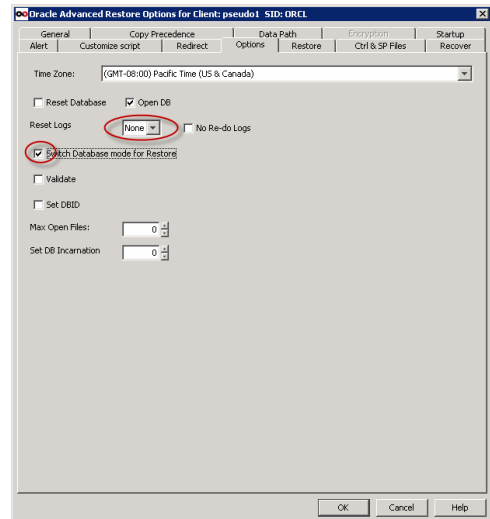 Oracle Advanced Restore Options for Client: pseudo1 SID: ORCL
General Copy Precedence Data Path Encryption Startup
Alert Customize script Redirect Options Restore Ctrl & SP Files Recover
Time Zone: (GMT-08:00) Pacific Time (US & Canada)
Reset Database Open DB
Reset Logs None No Re-do Logs
Switch Database mode for Restore
Validate
Set DBID
Max Open Files: 0
Set DB Incarnation 0
OK Cancel Help